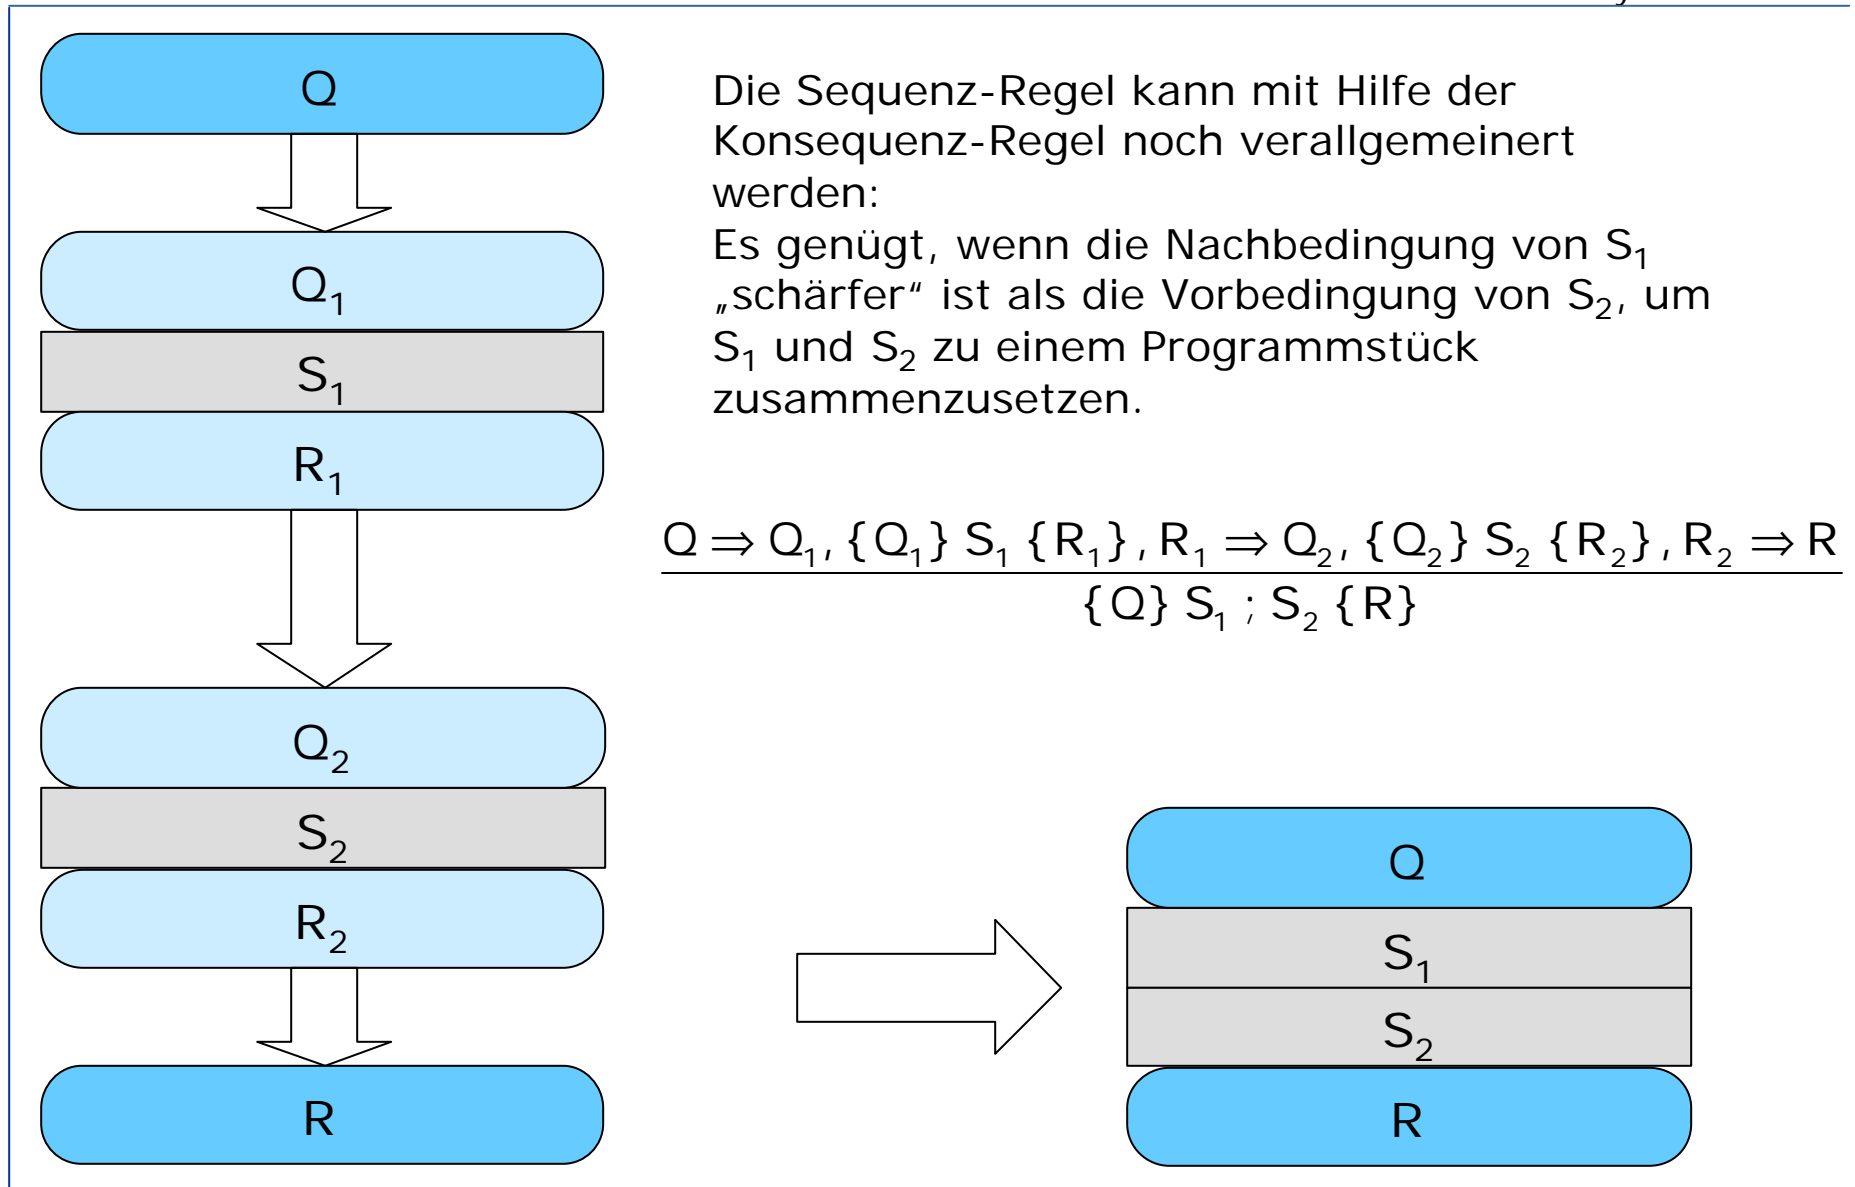 Q
Q₁
S₁
R₁
Q₂
S₂
R₂
R
Die Sequenz-Regel kann mit Hilfe der
Konsequenz-Regel noch verallgemeinert
werden:
Es genügt, wenn die Nachbedingung von S₁
„schärfer“ ist als die Vorbedingung von S₂, um
S₁ und S₂ zu einem Programmstück
zusammenzusetzen.
Q ⇒ Q₁, {Q₁} S₁ {R₁}, R₁ ⇒ Q₂, {Q₂} S₂ {R₂}, R₂ ⇒ R
{Q} S₁ ; S₂ {R}
Q
S₁
S₂
R